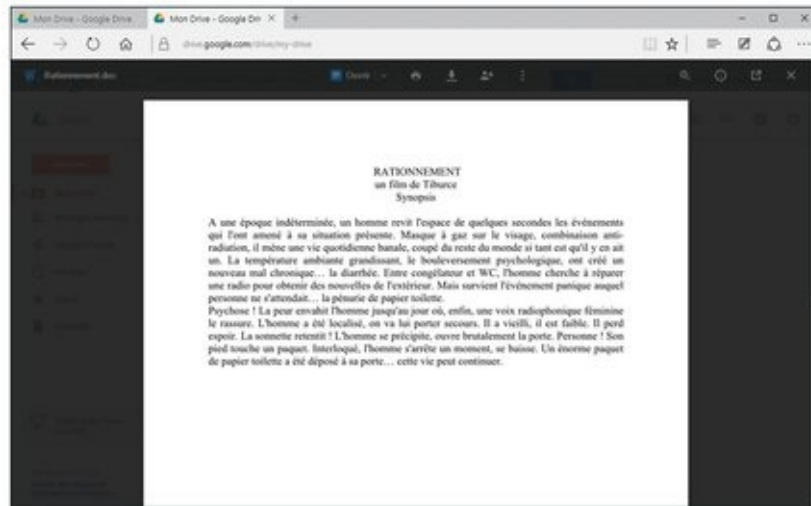 Mon Drive - Google Drive
Mon Drive - Google Dri
drive.google.com/drive/my-drive
Rationnement.doc
Ouvrir
RATIONNEMENT
un film de Tiburce
Synopsis
A une époque indéterminée, un homme revit l'espace de quelques secondes les événements
qui l'ont amené à sa situation présente. Masque à gaz sur le visage, combinaison anti-
radiation, il mène une vie quotidienne banale, coupé du reste du monde si tant est qu'il y en ait
un. La température ambiante grandissant, le bouleversement psychologique, ont créé un
nouveau mal chronique… la diarrhée. Entre congélateur et WC, l'homme cherche à réparer
une radio pour obtenir des nouvelles de l'extérieur. Mais survient l'événement panique auquel
personne ne s'attendait… la pénurie de papier toilette.
Psychose ! La peur envahit l'homme jusqu'au jour où, enfin, une voix radiophonique féminine
le rassure. L'homme a été localisé, on va lui porter secours. Il a vieilli, il est faible. Il perd
espoir. La sonnette retentit ! L'homme se précipite, ouvre brutalement la porte. Personne ! Son
pied touche un paquet. Interloqué, l'homme s'arrête un moment, se baisse. Un énorme paquet
de papier toilette a été déposé à sa porte… cette vie peut continuer.